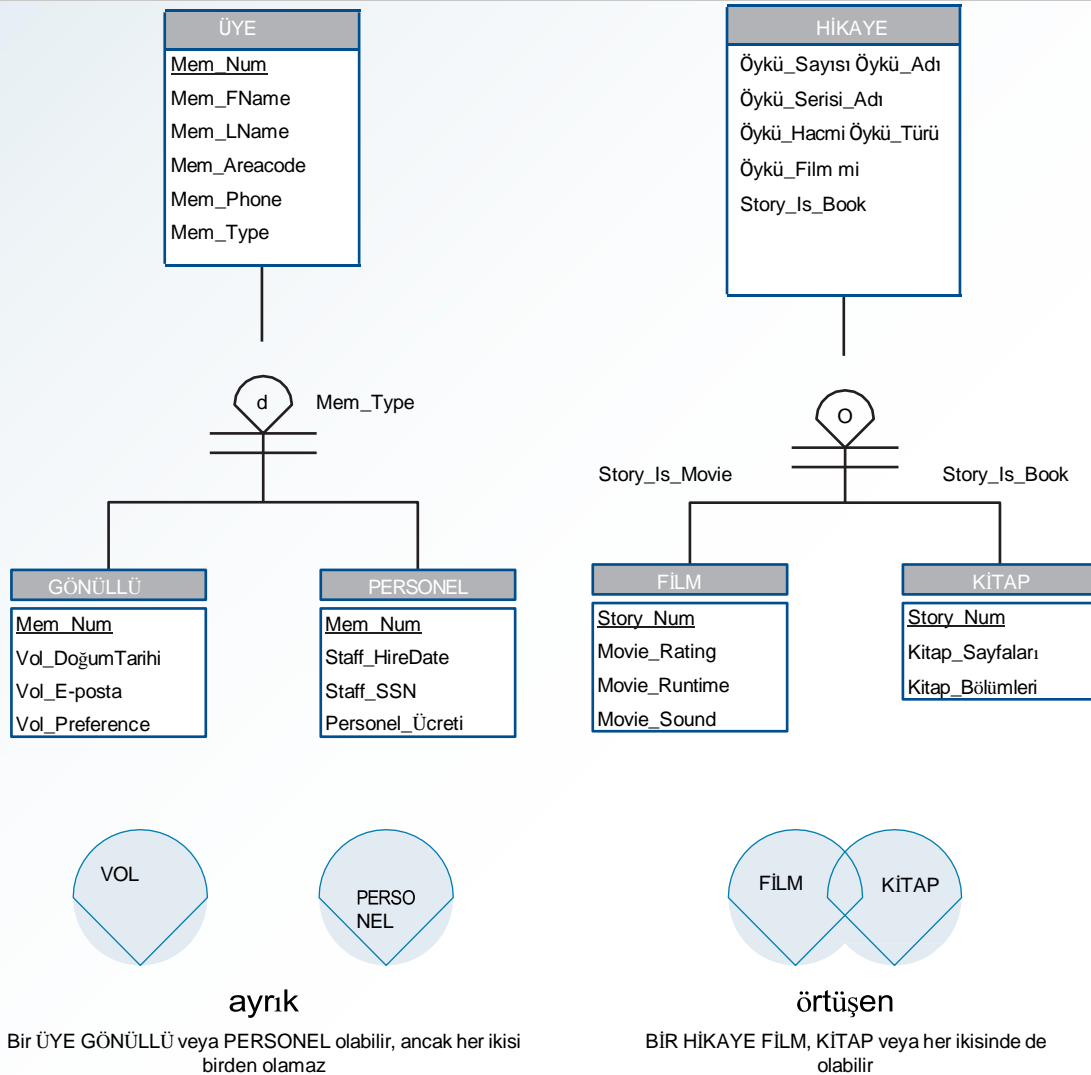 ÜYE
Mem_Num
Mem_FName
Mem_LName
Mem_Areacode
Mem_Phone
Mem_Type
HİKAYE
Öykü_Sayısı Öykü_Adı
Öykü_Serisi_Adı
Öykü_Hacmi Öykü_Türü
Öykü_Film mi
Story_Is_Book
d
Mem_Type
O
Story_Is_Movie
Story_Is_Book
GÖNÜLLÜ
Mem_Num
Vol_DoğumTarihi
Vol_E-posta
Vol_Preference
PERSONEL
Mem_Num
Staff_HireDate
Staff_SSN
Personel_Ücreti
FİLM
Story_Num
Movie_Rating
Movie_Runtime
Movie_Sound
KİTAP
Story_Num
Kitap_Sayfaları
Kitap_Bölümleri
VOL
PERSO
NEL
FİLM
KİTAP
ayrık
Bir ÜYE GÖNÜLLÜ veya PERSONEL olabilir, ancak her ikisi
birden olamaz
örtüşen
BİR HİKAYE FİLM, KİTAP veya her ikisinde de
olabilir